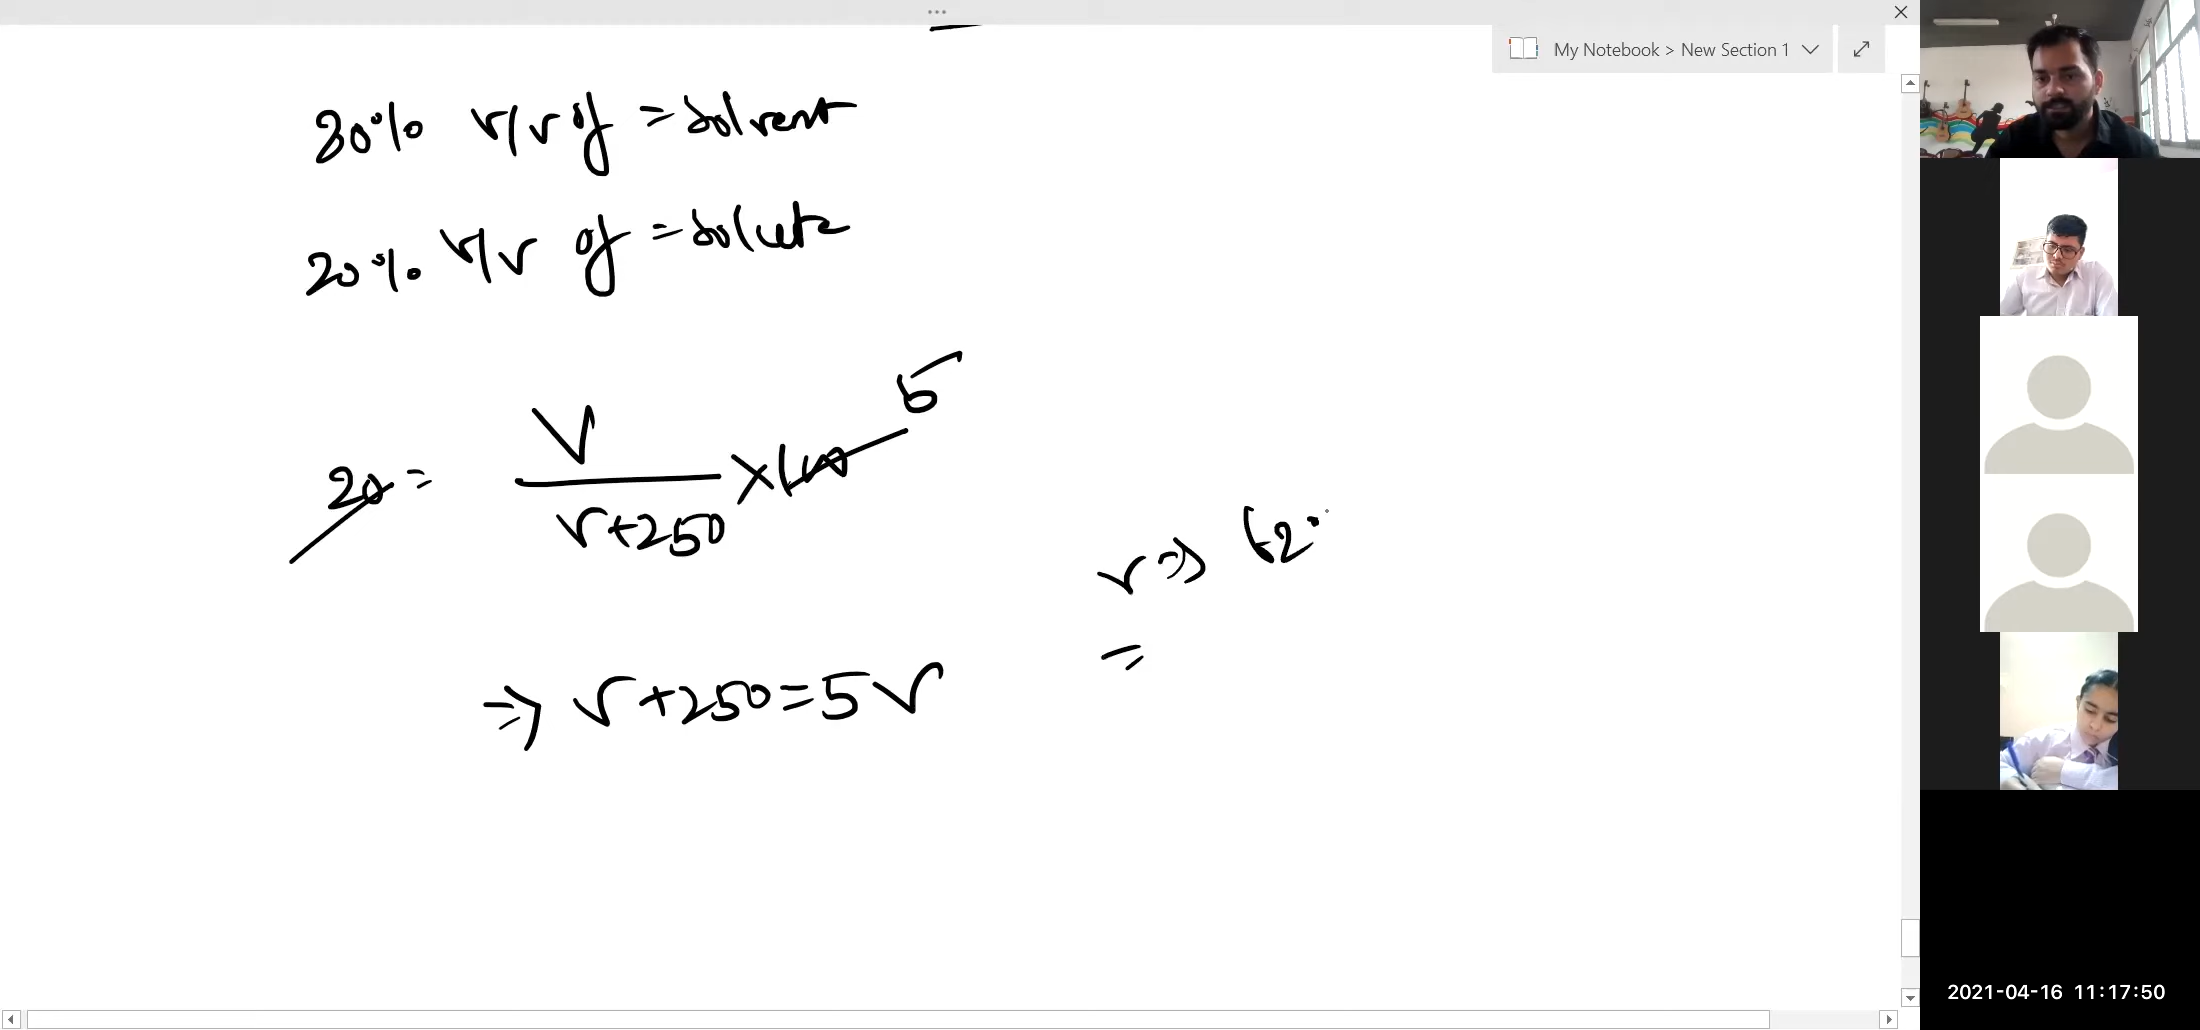 My Notebook > New Section 1
80% v/v of = solvent
20% v/v of = solute
5
V
20 = ——— × 100
v+250
v ⇒ 62.
=
⇒ v+250=5v
2021-04-16 11:17:50